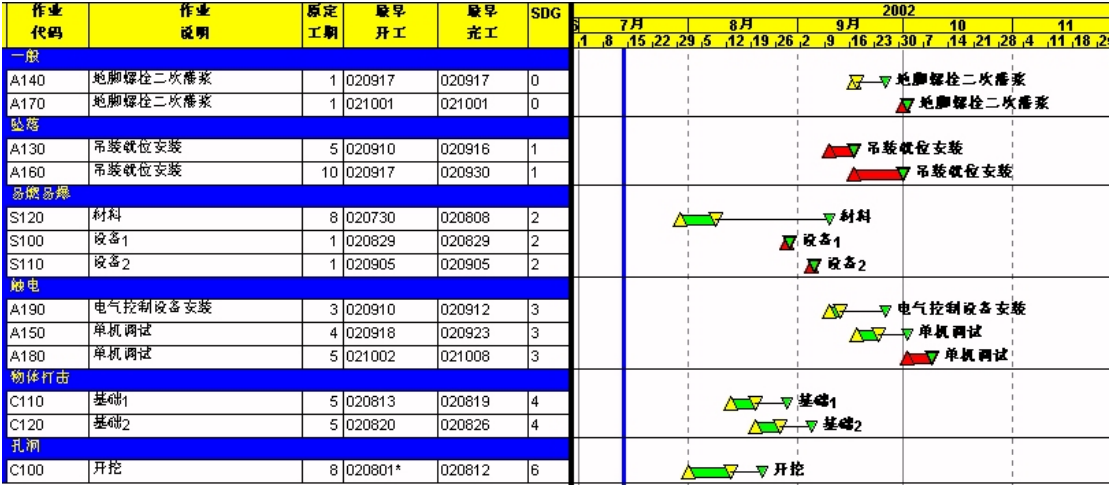 作业 作业 原定 最早 最早 SDG 2002
代码 说明 工期 开工 完工 6 7月 8月 9月 10 11
1 8 15 22 29 5 12 19 26 2 9 16 23 30 7 14 21 28 4 11 18 25
一般
A140 地脚螺栓二次灌浆 1 020917 020917 0 地脚螺栓二次灌浆
A170 地脚螺栓二次灌浆 1 021001 021001 0 地脚螺栓二次灌浆
坠落
A130 吊装就位安装 5 020910 020916 1 吊装就位安装
A160 吊装就位安装 10 020917 020930 1 吊装就位安装
易燃易爆
S120 材料 8 020730 020808 2 材料
S100 设备1 1 020829 020829 2 设备1
S110 设备2 1 020905 020905 2 设备2
触电
A190 电气控制设备安装 3 020910 020912 3 电气控制设备安装
A150 单机调试 4 020918 020923 3 单机调试
A180 单机调试 5 021002 021008 3 单机调试
物体打击
C110 基础1 5 020813 020819 4 基础1
C120 基础2 5 020820 020826 4 基础2
孔洞
C100 开挖 8 020801* 020812 6 开挖